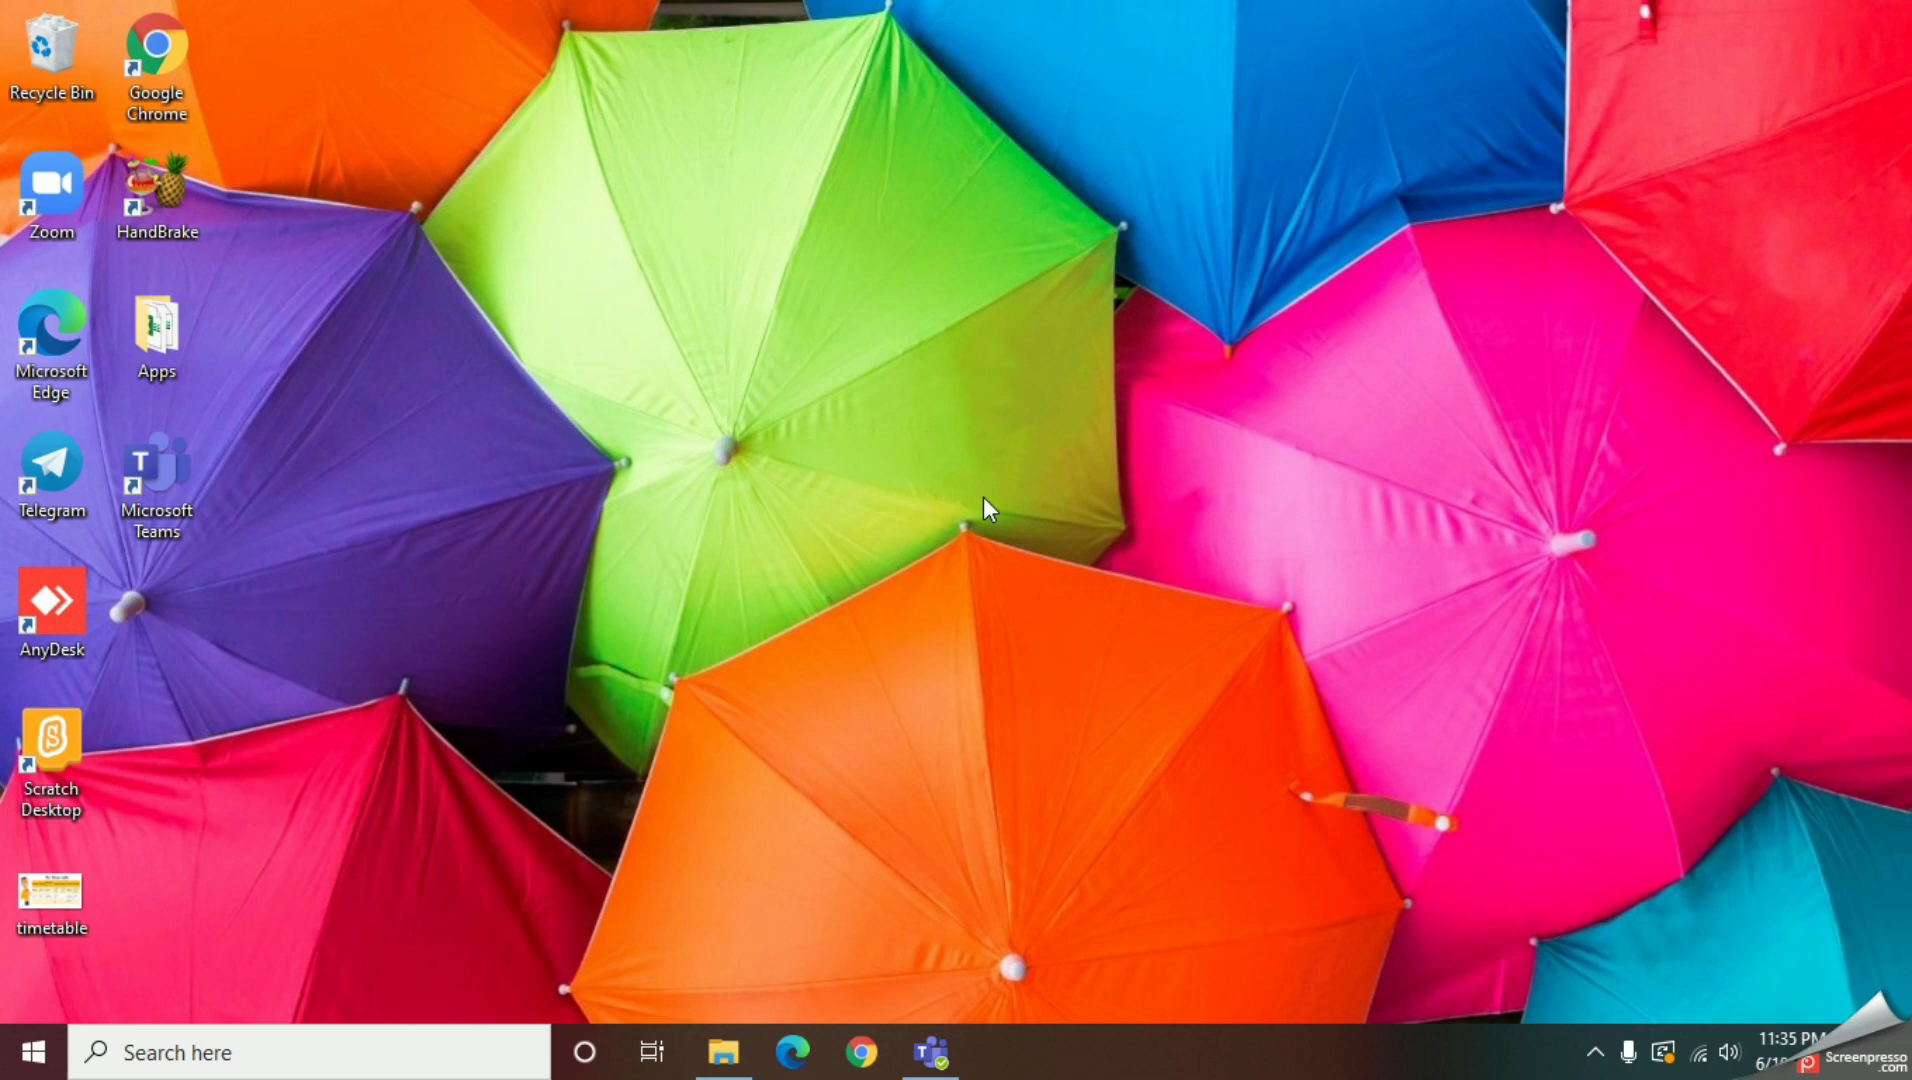 Recycle Bin
Google
Chrome
Zoom
HandBrake
Microsoft
Edge
Apps
Telegram
T
Microsoft
Teams
AnyDesk
S
Scratch
Desktop
timetable
Search here
T
11:35 PM
Screenpresso
.com